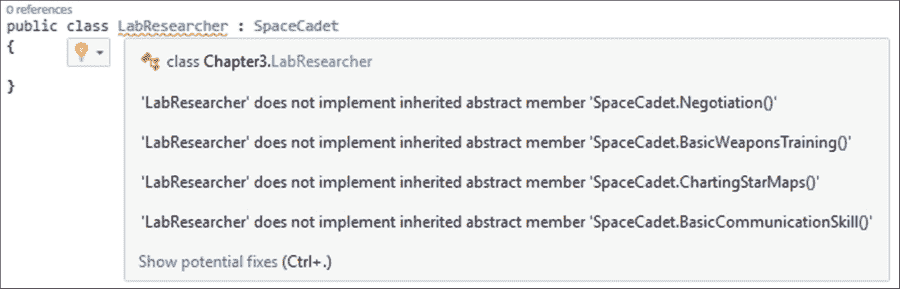 0 references
public class LabResearcher : SpaceCadet
{
}
class Chapter3.LabResearcher
'LabResearcher' does not implement inherited abstract member 'SpaceCadet.Negotiation()'
'LabResearcher' does not implement inherited abstract member 'SpaceCadet.BasicWeaponsTraining()'
'LabResearcher' does not implement inherited abstract member 'SpaceCadet.ChartingStarMaps()'
'LabResearcher' does not implement inherited abstract member 'SpaceCadet.BasicCommunicationSkill()'
Show potential fixes (Ctrl+.)